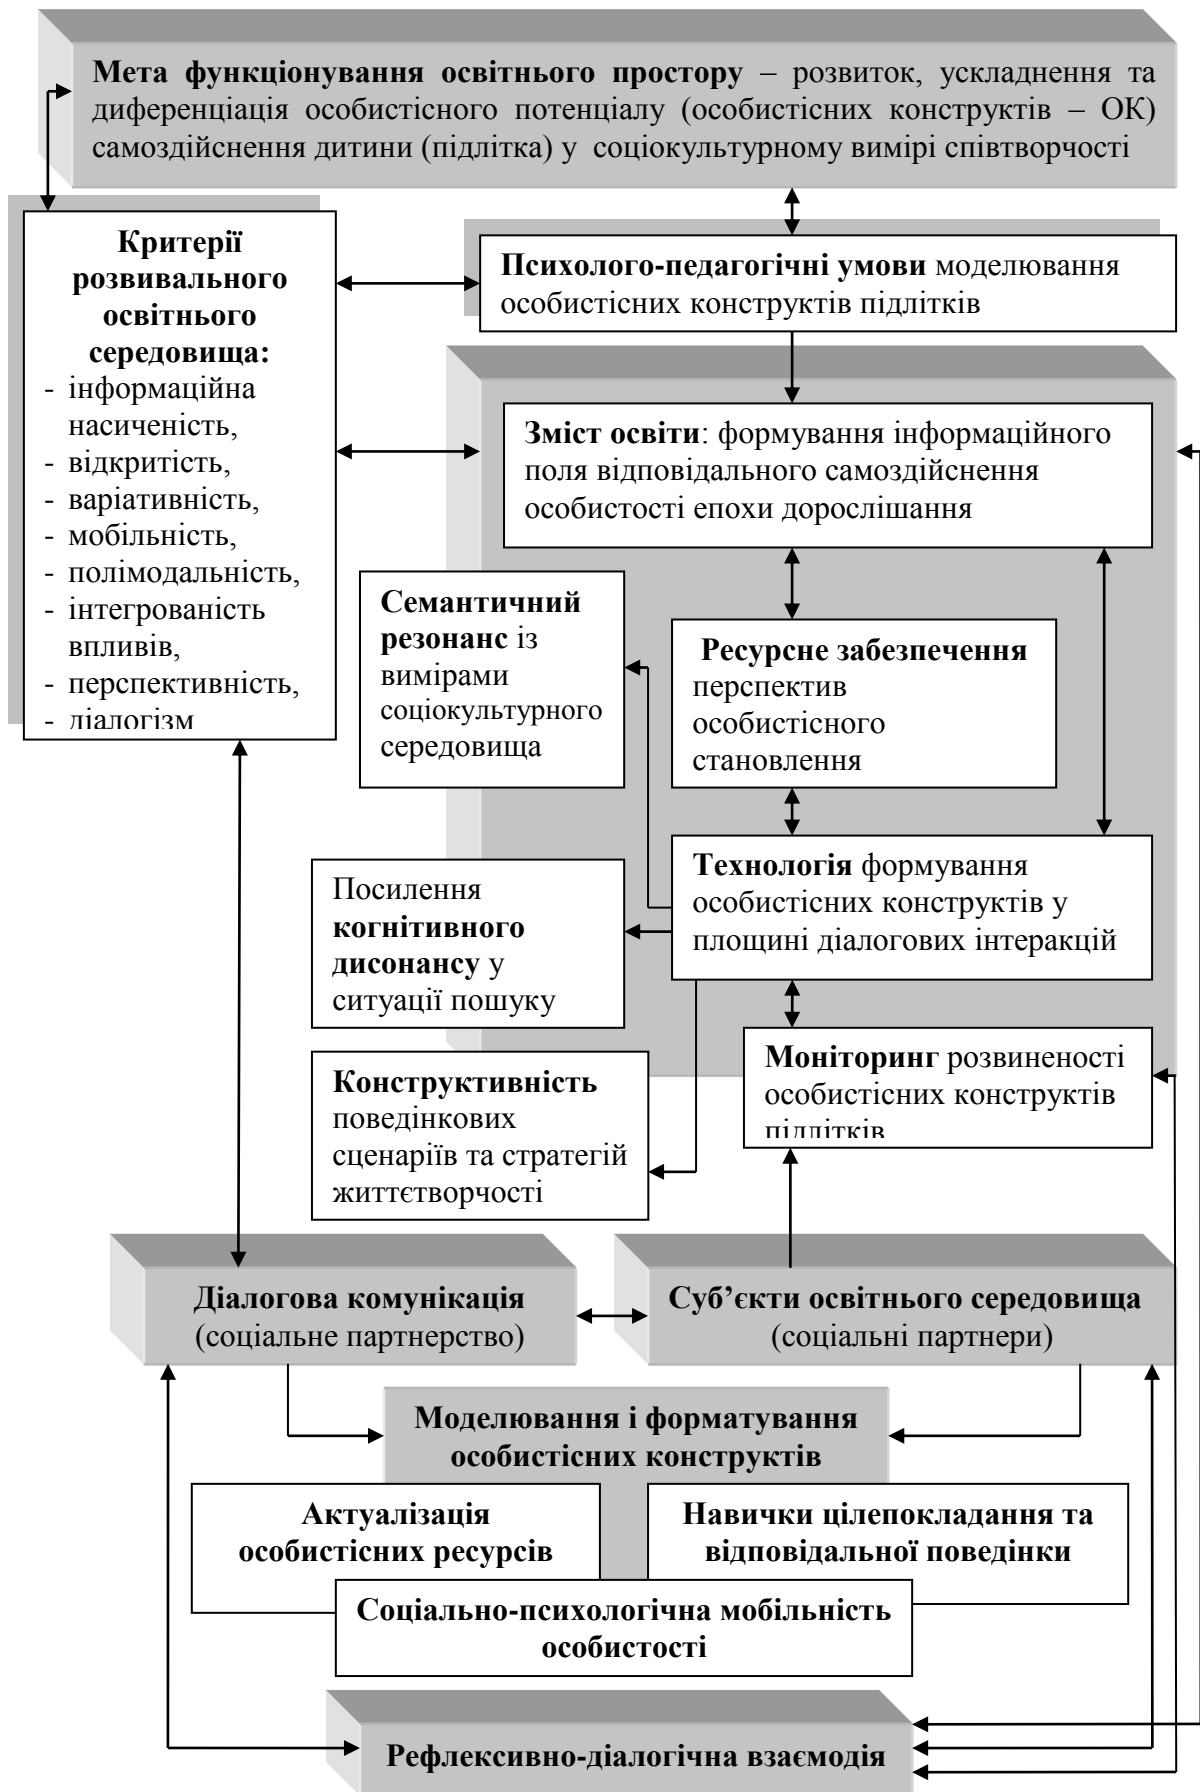 Мета функціонування освітнього простору – розвиток, ускладнення та
диференціація особистісного потенціалу (особистісних конструктів – ОК)
самоздійснення дитини (підлітка) у соціокультурному вимірі співтворчості
Критерії
розвивального
освітнього
середовища:
- інформаційна
насиченість,
- відкритість,
- варіативність,
- мобільність,
- полімодальність,
- інтегрованість
впливів,
- перспективність,
- діалогізм
Психолого-педагогічні умови моделювання
особистісних конструктів підлітків
Зміст освіти: формування інформаційного
поля відповідального самоздійснення
особистості епохи дорослішання
Семантичний
резонанс із
вимірами
соціокультурного
середовища
Ресурсне забезпечення
перспектив
особистісного
становлення
Технологія формування
особистісних конструктів у
площині діалогових інтеракцій
Посилення
когнітивного
дисонансу у
ситуації пошуку
Моніторинг розвиненості
особистісних конструктів
підлітків
Конструктивність
поведінкових
сценаріїв та стратегій
життєтворчості
Діалогова комунікація
(соціальне партнерство)
Суб’єкти освітнього середовища
(соціальні партнери)
Моделювання і форматування
особистісних конструктів
Актуалізація
особистісних ресурсів
Навички цілепокладання та
відповідальної поведінки
Соціально-психологічна мобільність
особистості
Рефлексивно-діалогічна взаємодія